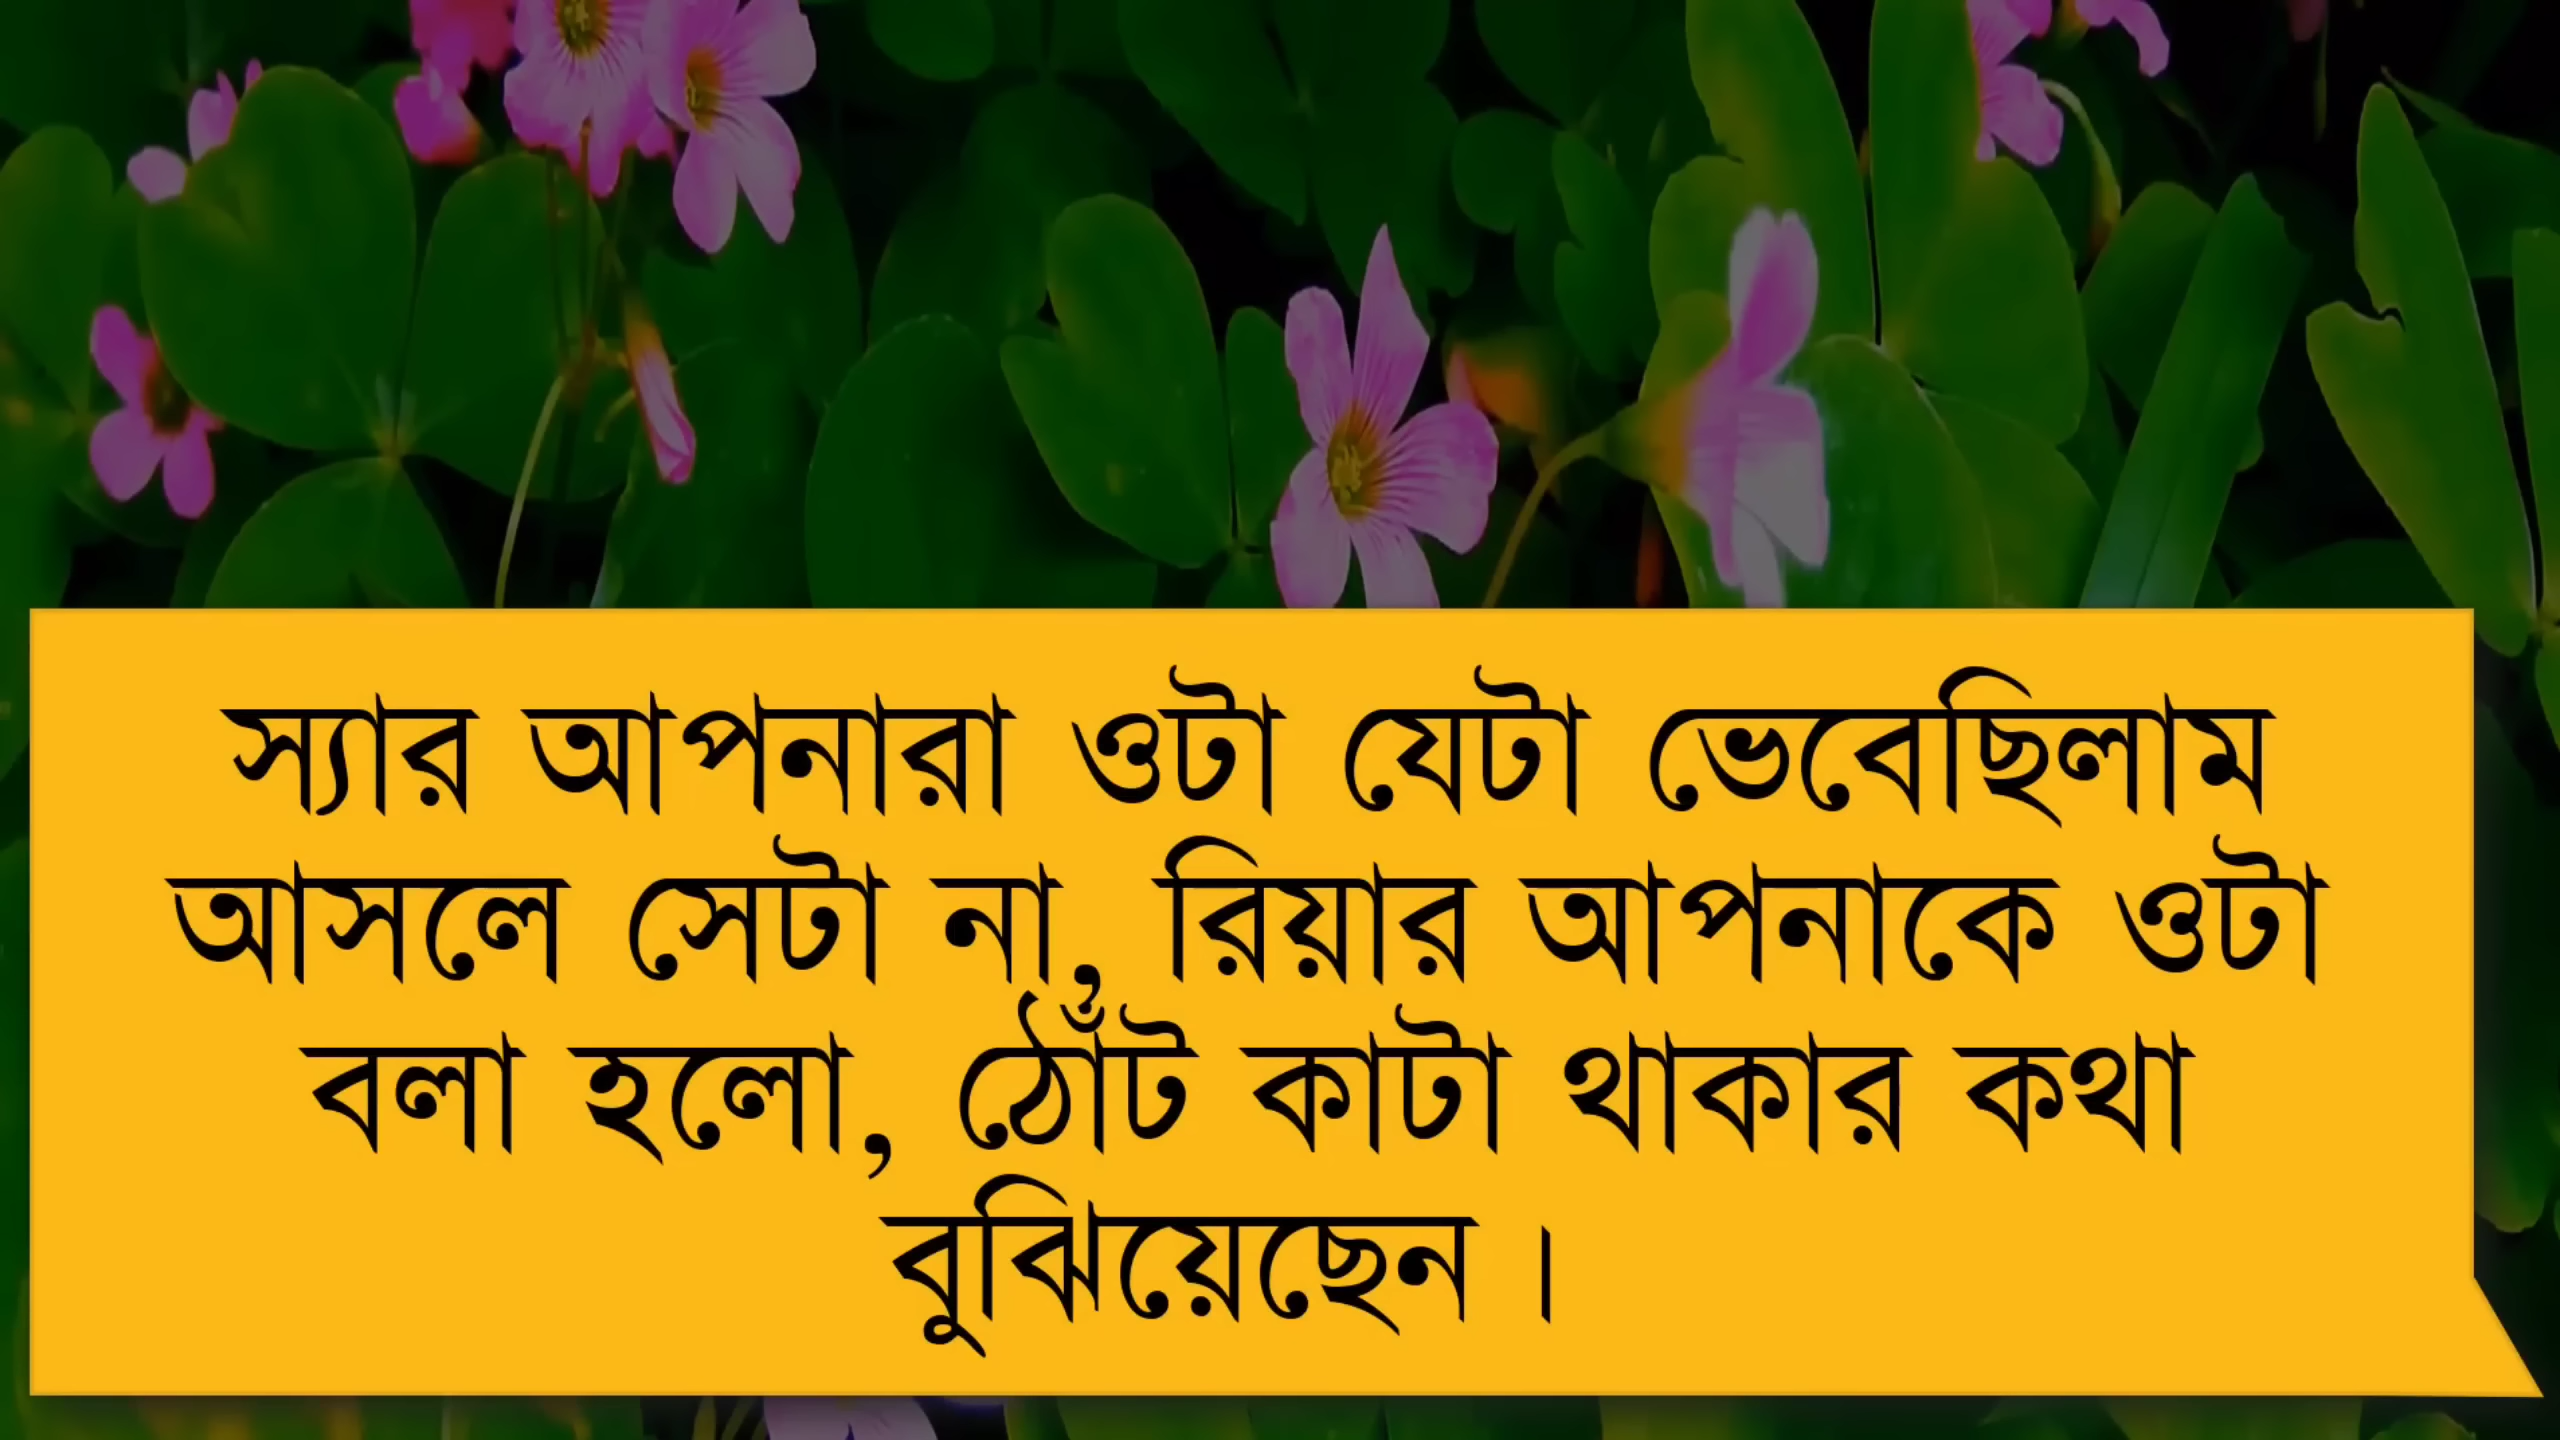 স্যার আপনারা ওটা যেটা ভেবেছিলাম
আসলে সেটা না, রিয়ার আপনাকে ওটা
বলা হলো, ঠোঁট কাটা থাকার কথা
বুঝিয়েছেন।